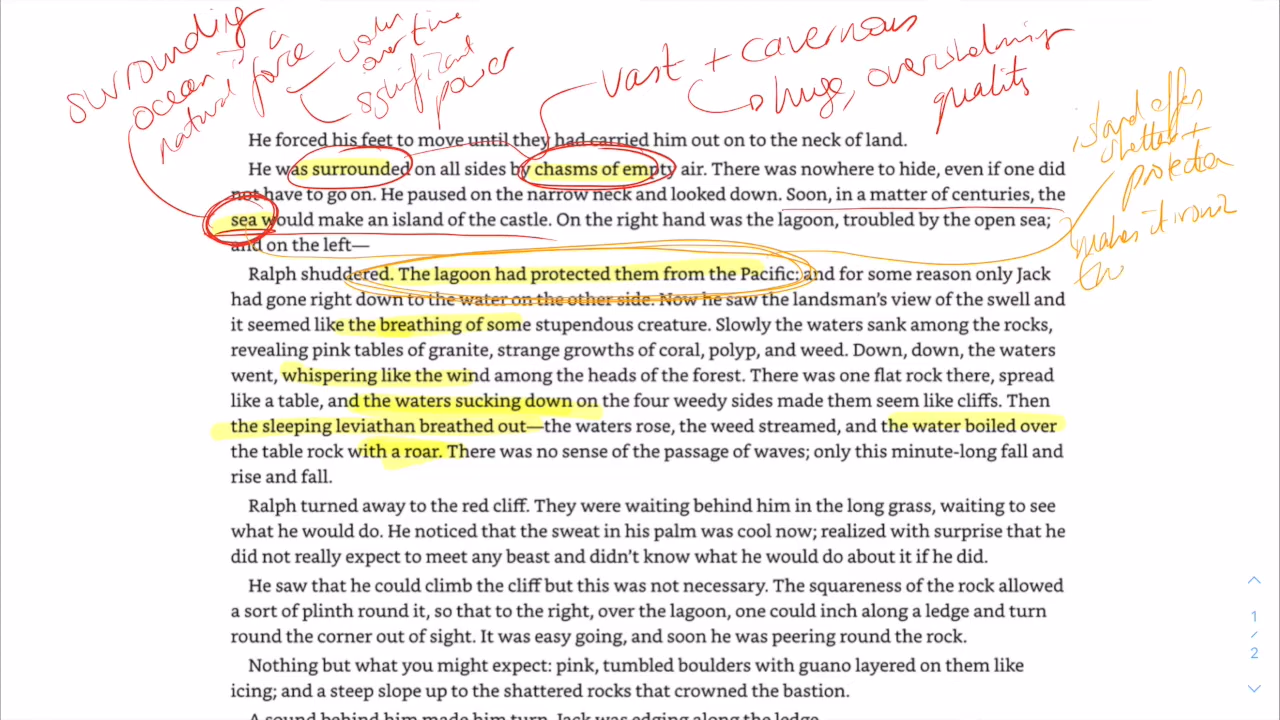 surrounding
ocean is a
natural force
over time
significant
power
vast + cavernous
huge, overwhelming
quality
island offers
shelter +
protection
makes it ironic
He forced his feet to move until they had carried him out on to the neck of land.
He was surrounded on all sides by chasms of empty air. There was nowhere to hide, even if one did
not have to go on. He paused on the narrow neck and looked down. Soon, in a matter of centuries, the
sea would make an island of the castle. On the right hand was the lagoon, troubled by the open sea;
and on the left—
Ralph shuddered. The lagoon had protected them from the Pacific: and for some reason only Jack
had gone right down to the water on the other side. Now he saw the landsman's view of the swell and
it seemed like the breathing of some stupendous creature. Slowly the waters sank among the rocks,
revealing pink tables of granite, strange growths of coral, polyp, and weed. Down, down, the waters
went, whispering like the wind among the heads of the forest. There was one flat rock there, spread
like a table, and the waters sucking down on the four weedy sides made them seem like cliffs. Then
the sleeping leviathan breathed out—the waters rose, the weed streamed, and the water boiled over
the table rock with a roar. There was no sense of the passage of waves; only this minute-long fall and
rise and fall.
Ralph turned away to the red cliff. They were waiting behind him in the long grass, waiting to see
what he would do. He noticed that the sweat in his palm was cool now; realized with surprise that he
did not really expect to meet any beast and didn't know what he would do about it if he did.
He saw that he could climb the cliff but this was not necessary. The squareness of the rock allowed
a sort of plinth round it, so that to the right, over the lagoon, one could inch along a ledge and turn
round the corner out of sight. It was easy going, and soon he was peering round the rock.
Nothing but what you might expect: pink, tumbled boulders with guano layered on them like
icing; and a steep slope up to the shattered rocks that crowned the bastion.
A sound behind him made him turn. Jack was edging along the ledge.
1
/
2